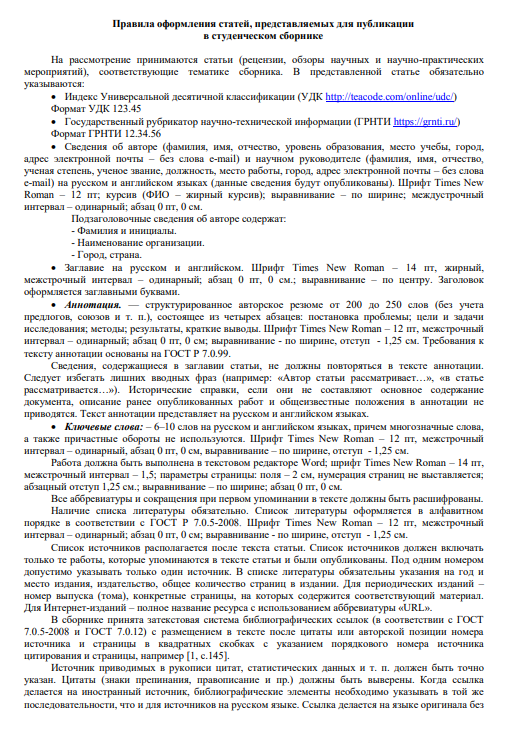 Правила оформления статей, представляемых для публикации
в студенческом сборнике
На рассмотрение принимаются статьи (рецензии, обзоры научных и научно-практических
мероприятий), соответствующие тематике сборника. В представленной статье обязательно
указываются:
• Индекс Универсальной десятичной классификации (УДК http://teacode.com/online/udc/)
Формат УДК 123.45
• Государственный рубрикатор научно-технической информации (ГРНТИ https://grnti.ru/)
Формат ГРНТИ 12.34.56
• Сведения об авторе (фамилия, имя, отчество, уровень образования, место учебы, город,
адрес электронной почты – без слова e-mail) и научном руководителе (фамилия, имя, отчество,
ученая степень, ученое звание, должность, место работы, город, адрес электронной почты – без слова
e-mail) на русском и английском языках (данные сведения будут опубликованы). Шрифт Times New
Roman – 12 пт; курсив (ФИО – жирный курсив); выравнивание – по ширине; междустрочный
интервал – одинарный; абзац 0 пт, 0 см.
Подзаголовочные сведения об авторе содержат:
- Фамилия и инициалы.
- Наименование организации.
- Город, страна.
• Заглавие на русском и английском. Шрифт Times New Roman – 14 пт, жирный,
межстрочный интервал – одинарный; абзац 0 пт, 0 см.; выравнивание – по центру. Заголовок
оформляется заглавными буквами.
• Аннотация. — структурированное авторское резюме от 200 до 250 слов (без учета
предлогов, союзов и т. п.), состоящее из четырех абзацев: постановка проблемы; цели и задачи
исследования; методы; результаты, краткие выводы. Шрифт Times New Roman – 12 пт, межстрочный
интервал – одинарный; абзац 0 пт, 0 см; выравнивание - по ширине, отступ - 1,25 см. Требования к
тексту аннотации основаны на ГОСТ Р 7.0.99.
Сведения, содержащиеся в заглавии статьи, не должны повторяться в тексте аннотации.
Следует избегать лишних вводных фраз (например: «Автор статьи рассматривает…», «в статье
рассматривается…»). Исторические справки, если они не составляют основное содержание
документа, описание ранее опубликованных работ и общеизвестные положения в аннотации не
приводятся. Текст аннотации представляет на русском и английском языках.
• Ключевые слова: – 6–10 слов на русском и английском языках, причем многозначные слова,
а также причастные обороты не используются. Шрифт Times New Roman – 12 пт, межстрочный
интервал – одинарный, абзац 0 пт, 0 см, выравнивание – по ширине, отступ - 1,25 см.
Работа должна быть выполнена в текстовом редакторе Word; шрифт Times New Roman – 14 пт,
межстрочный интервал – 1,5; параметры страницы: поля – 2 см, нумерация страниц не выставляется;
абзацный отступ 1,25 см.; выравнивание – по ширине; абзац 0 пт, 0 см.
Все аббревиатуры и сокращения при первом упоминании в тексте должны быть расшифрованы.
Наличие списка литературы обязательно. Список литературы оформляется в алфавитном
порядке в соответствии с ГОСТ Р 7.0.5-2008. Шрифт Times New Roman – 12 пт, межстрочный
интервал – одинарный; абзац 0 пт, 0 см; выравнивание - по ширине, отступ - 1,25 см.
Список источников располагается после текста статьи. Список источников должен включать
только те работы, которые упоминаются в тексте статьи и были опубликованы. Под одним номером
допустимо указывать только один источник. В списке литературы обязательны указания на год и
место издания, издательство, общее количество страниц в издании. Для периодических изданий –
номер выпуска (тома), конкретные страницы, на которых содержится соответствующий материал.
Для Интернет-изданий – полное название ресурса с использованием аббревиатуры «URL».
В сборнике принята затекстовая система библиографических ссылок (в соответствии с ГОСТ
7.0.5-2008 и ГОСТ 7.0.12) с размещением в тексте после цитаты или авторской позиции номера
источника и страницы в квадратных скобках с указанием порядкового номера источника
цитирования и страницы, например [1, с.145].
Источник приводимых в рукописи цитат, статистических данных и т. п. должен быть точно
указан. Цитаты (знаки препинания, правописание и пр.) должны быть выверены. Когда ссылка
делается на иностранный источник, библиографические элементы необходимо указывать в той же
последовательности, что и для источников на русском языке. Ссылка делается на языке оригинала без